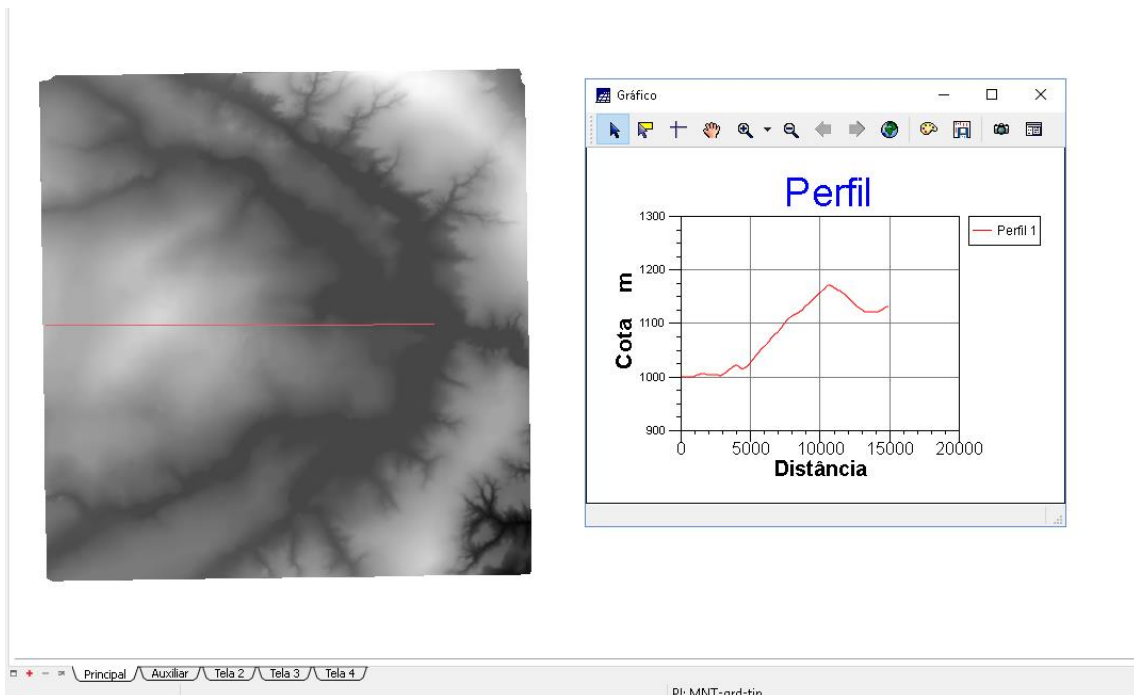 Gráfico
Perfil
1300
1200
1100
1000
900
Cota m
0 5000 10000 15000 20000
Distância
Perfil 1
Principal Auxiliar Tela 2 Tela 3 Tela 4
PI: MNT-grd-tin